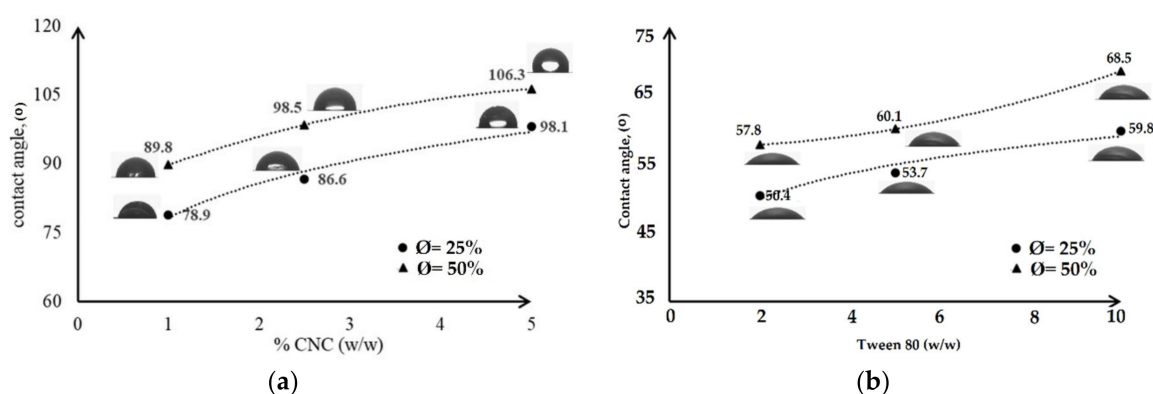 120
105
90
75
60
contact angle, (o)
106.3
98.5
98.1
89.8
86.6
78.9
Ø= 25%
Ø= 50%
0 1 2 3 4 5
% CNC (w/w)
(a)
75
65
55
45
35
Contact angle, (o)
68.5
60.1
57.8
59.8
53.7
50.4
Ø= 25%
Ø= 50%
0 2 4 6 8 10
Tween 80 (w/w)
(b)